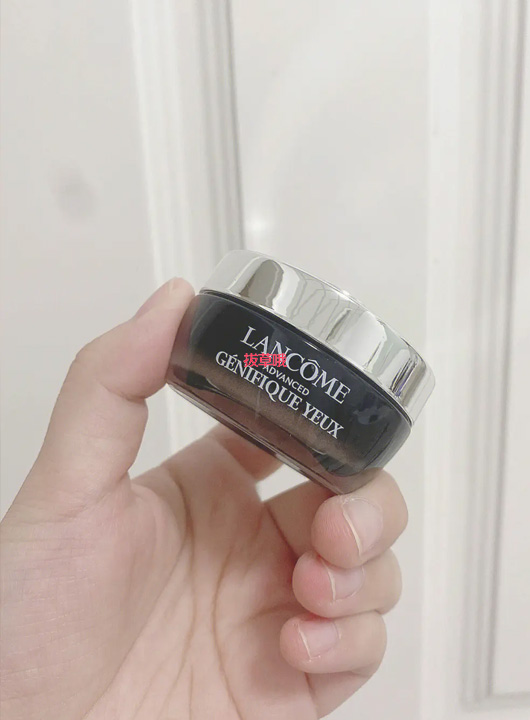 LANCÔME
拔草哦
ADVANCED
GÉNIFIQUE YEUX